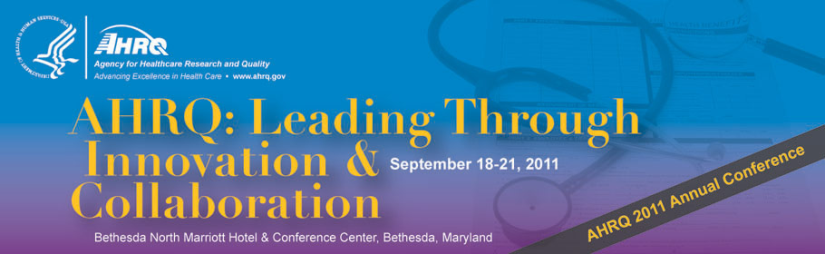 AHRQ
Agency for Healthcare Research and Quality
Advancing Excellence in Health Care • www.ahrq.gov
AHRQ: Leading Through
Innovation &
September 18-21, 2011
Collaboration
Bethesda North Marriott Hotel & Conference Center, Bethesda, Maryland
AHRQ 2011 Annual Conference